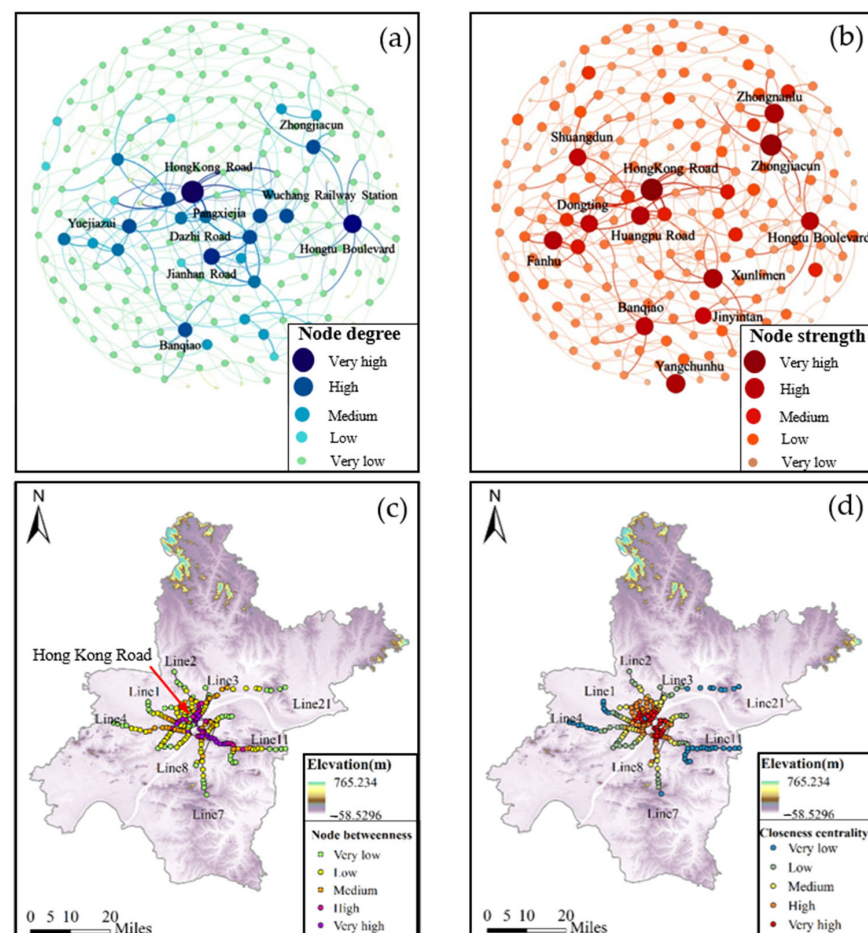 (a)
Zhongjiacun
HongKong Road
Wuchang Railway Station
Pangxiejia
Yuejiazui
Dazhi Road
Hongtu Boulevard
Jianhan Road
Banqiao
Node degree
Very high
High
Medium
Low
Very low
(b)
Zhongnanlu
Shuangdun
Zhongjiacun
HongKong Road
Dongting
Huangpu Road
Hongtu Boulevard
Fanhu
Xunlimen
Banqiao
Jinyintan
Yangchunhu
Node strength
Very high
High
Medium
Low
Very low
N
(c)
Hong Kong Road
Line2
Line3
Line1
Line21
Line4
Line11
Line8
Line7
Elevation(m)
765.234
−58.5296
Node betweenness
Very low
Low
Medium
High
Very high
0 5 10 20
Miles
N
(d)
Line2
Line3
Line1
Line21
Line4
Line11
Line8
Line7
Elevation(m)
765.234
−58.5296
Closeness centrality
Very low
Low
Medium
High
Very high
0 5 10 20
Miles